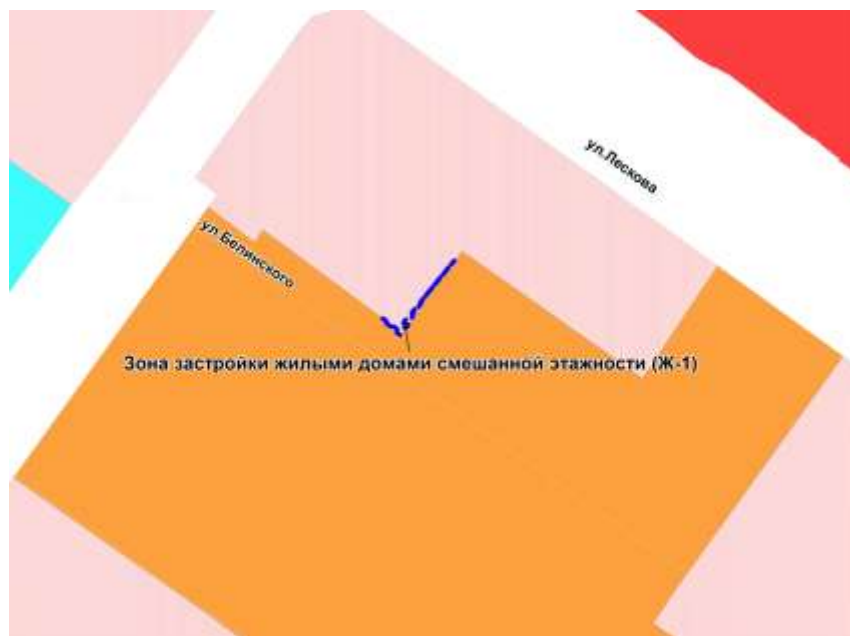 ул.Лескова
ул.Белинского
Зона застройки жилыми домами смешанной этажности (Ж-1)